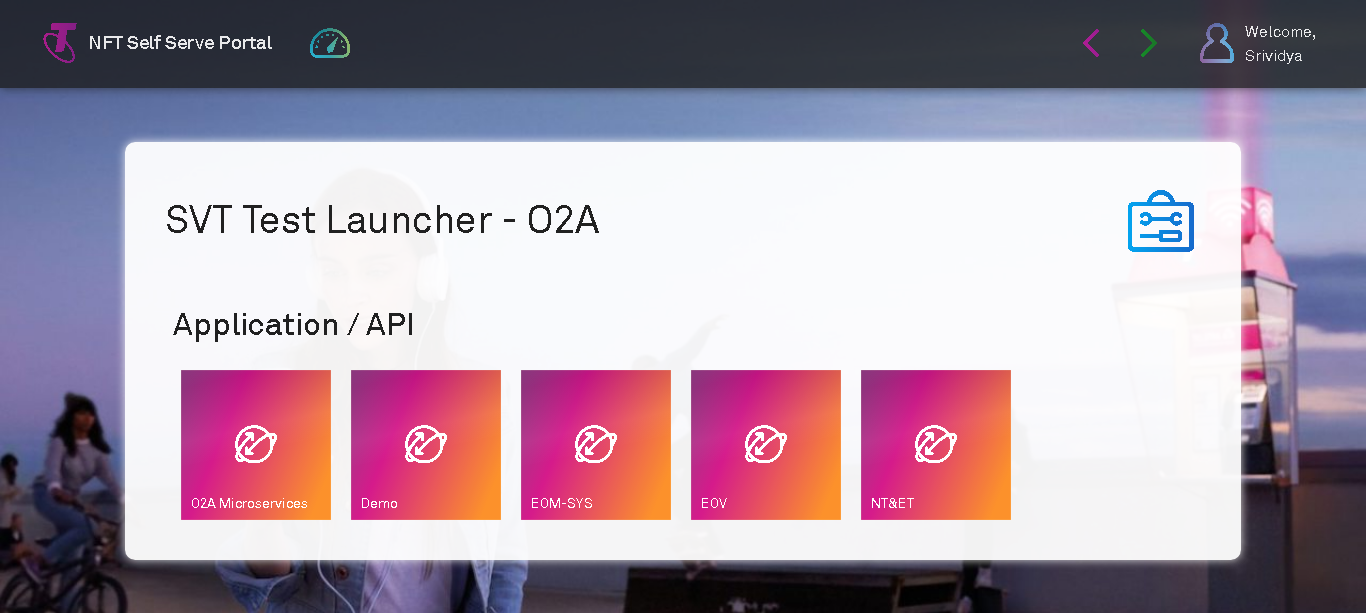 NFT Self Serve Portal
Welcome,
Srividya
SVT Test Launcher - O2A
Application / API
O2A Microservices
Demo
EOM-SYS
EOV
NT&ET